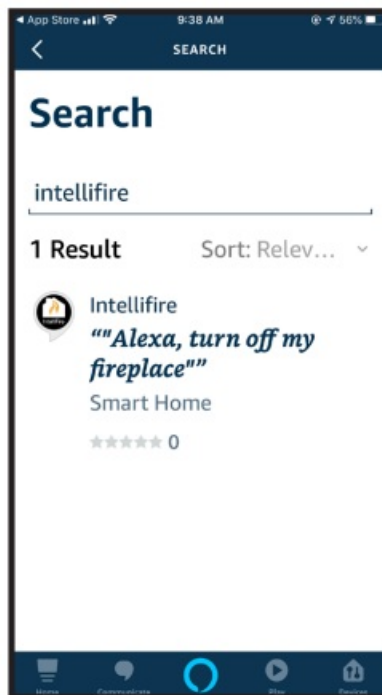 App Store 9:38 AM 56%
SEARCH
Search
intellifire
1 Result Sort: Relev...
Intellifire
““"Alexa, turn off my
fireplace"”
Smart Home
0
Home Communicate Play Devices